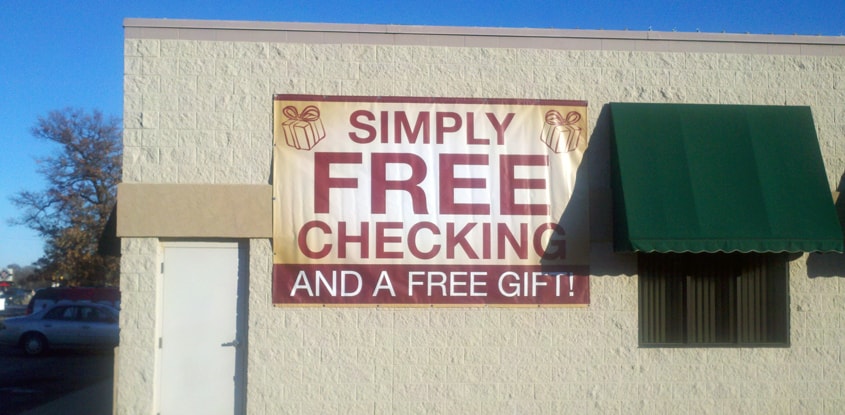 SIMPLY
FREE
CHECKING
AND A FREE GIFT!